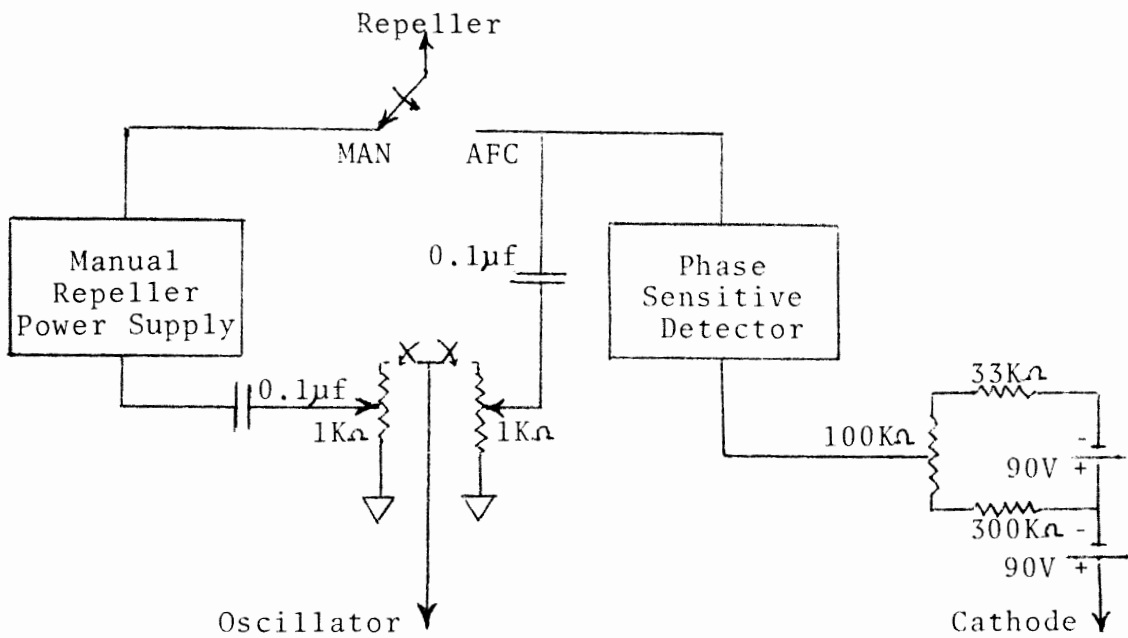 Repeller
MAN
AFC
Manual
Repeller
Power Supply
0.1µf
Phase
Sensitive
Detector
0.1µf
1KΩ
1KΩ
33KΩ
100KΩ
-
90V +
300KΩ -
90V +
Oscillator
Cathode